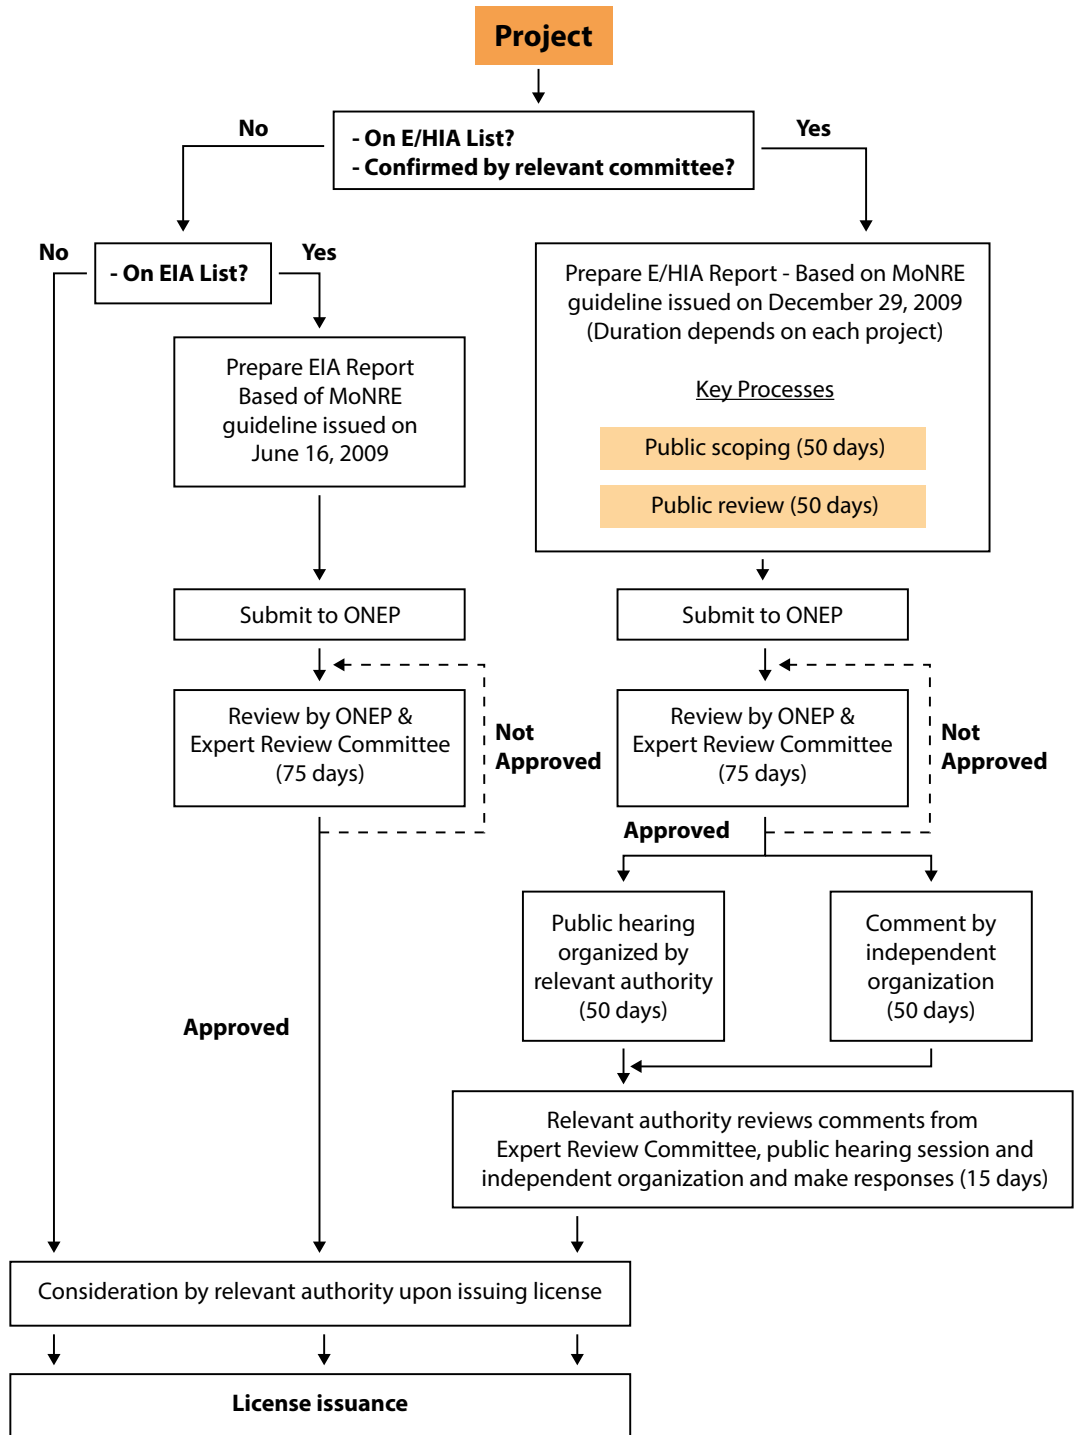 Project
No
Yes
- On E/HIA List?
- Confirmed by relevant committee?
No
Yes
- On EIA List?
Prepare E/HIA Report - Based on MoNRE
guideline issued on December 29, 2009
(Duration depends on each project)
Key Processes
Public scoping (50 days)
Public review (50 days)
Prepare EIA Report
Based of MoNRE
guideline issued on
June 16, 2009
Submit to ONEP
Submit to ONEP
Review by ONEP &
Expert Review Committee
(75 days)
Not
Approved
Review by ONEP &
Expert Review Committee
(75 days)
Not
Approved
Approved
Public hearing
organized by
relevant authority
(50 days)
Comment by
independent
organization
(50 days)
Approved
Relevant authority reviews comments from
Expert Review Committee, public hearing session and
independent organization and make responses (15 days)
Consideration by relevant authority upon issuing license
License issuance